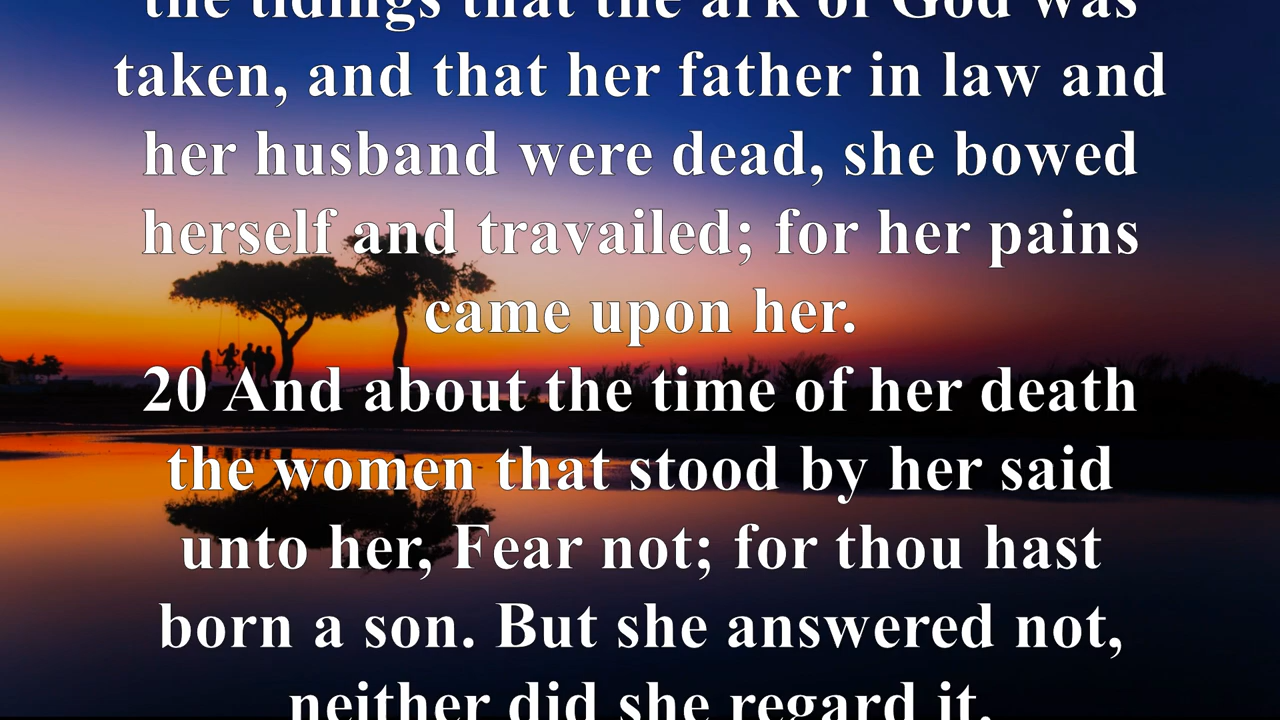 the tidings that the ark of God was
taken, and that her father in law and
her husband were dead, she bowed
herself and travailed; for her pains
came upon her.
20 And about the time of her death
the women that stood by her said
unto her, Fear not; for thou hast
born a son. But she answered not,
neither did she regard it.